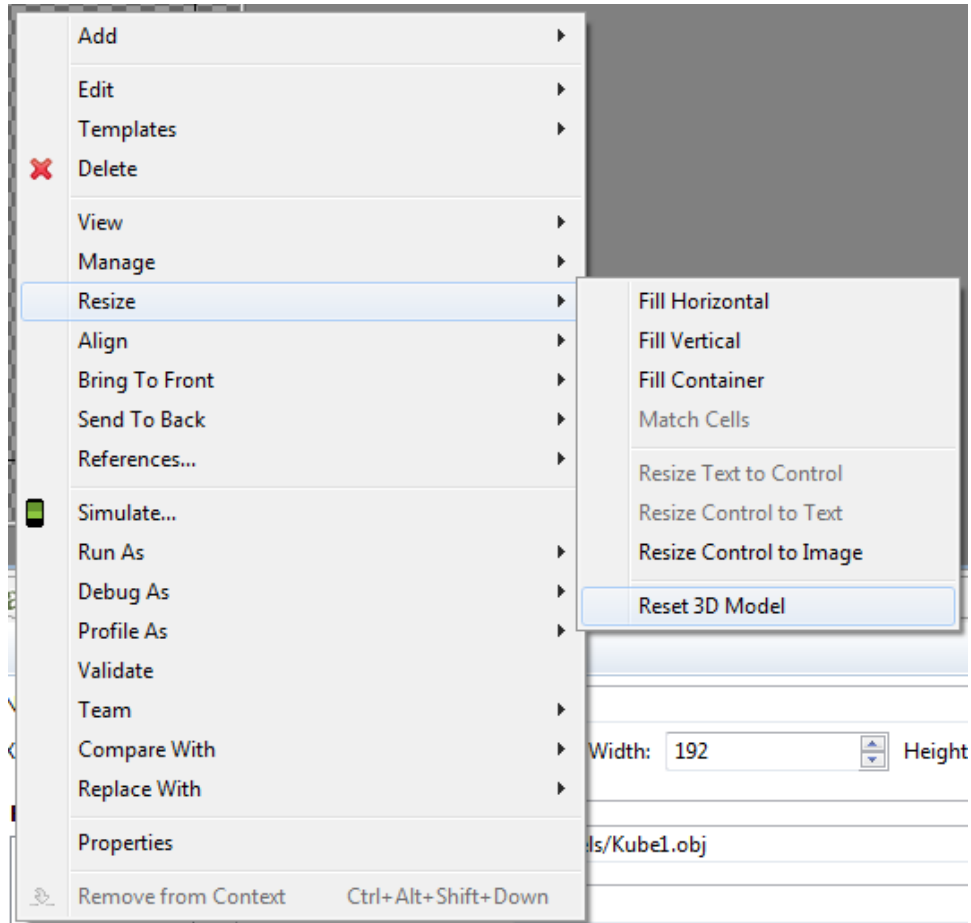 Add
Edit
Templates
Delete
View
Manage
Resize
Align
Bring To Front
Send To Back
References...
Simulate...
Run As
Debug As
Profile As
Validate
Team
Compare With
Replace With
Properties
Remove from Context Ctrl+Alt+Shift+Down
Fill Horizontal
Fill Vertical
Fill Container
Match Cells
Resize Text to Control
Resize Control to Text
Resize Control to Image
Reset 3D Model
Width: 192 Height
ls/Kube1.obj